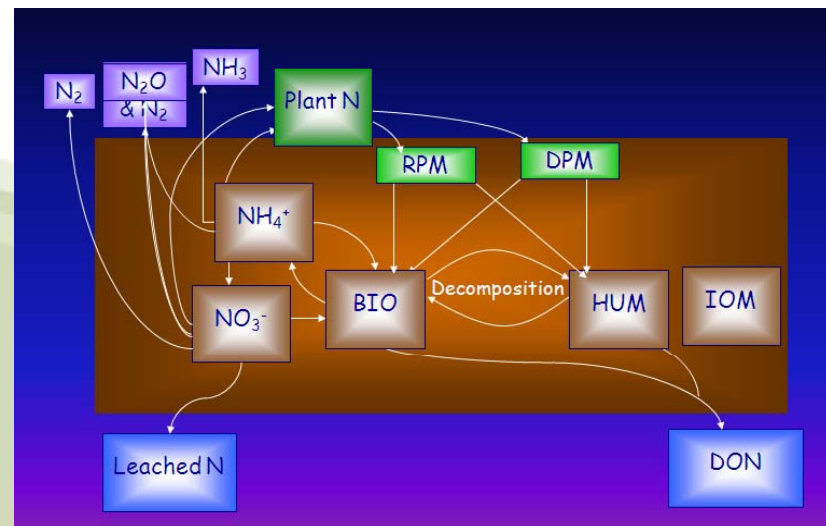 N₂
N₂O
& N₂
NH₃
Plant N
RPM
DPM
NH₄⁺
NO₃⁻
BIO
Decomposition
HUM
IOM
Leached N
DON